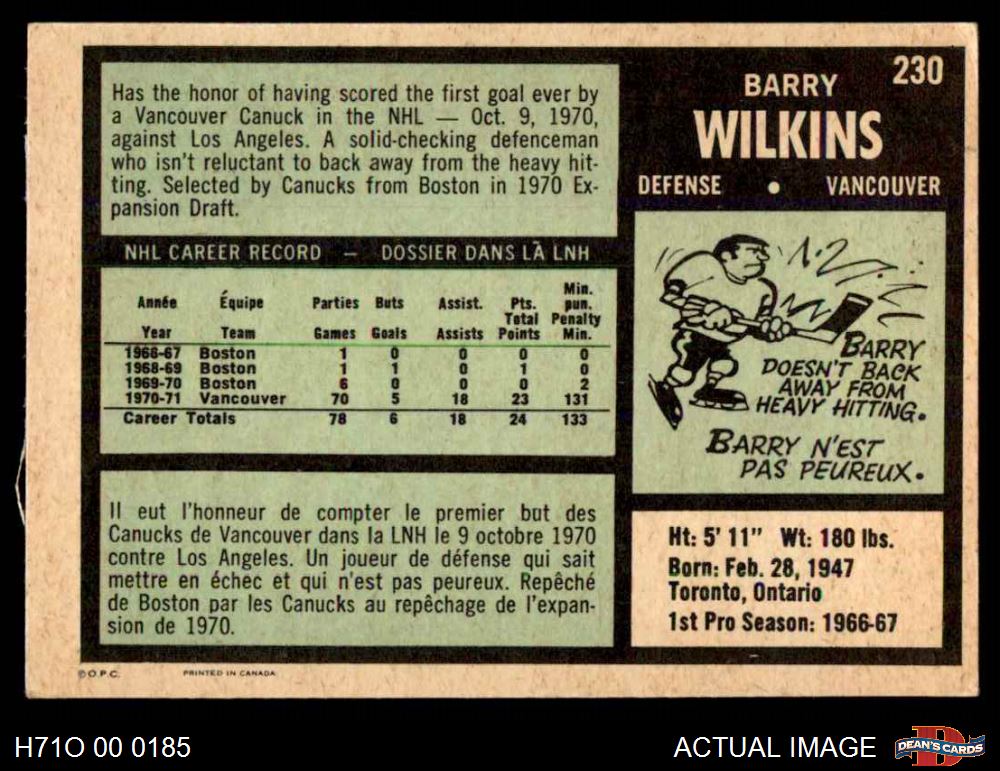 230
BARRY
WILKINS
DEFENSE • VANCOUVER
Has the honor of having scored the first goal ever by
a Vancouver Canuck in the NHL — Oct. 9, 1970,
against Los Angeles. A solid-checking defenceman
who isn't reluctant to back away from the heavy hit-
ting. Selected by Canucks from Boston in 1970 Ex-
pansion Draft.
NHL CAREER RECORD – DOSSIER DANS LA LNH
Année Équipe Parties Buts Assist. Pts. Total Min. pun.
Year Team Games Goals Assists Points Penalty Min.
1966-67 Boston 1 0 0 0 0
1968-69 Boston 1 1 0 1 0
1969-70 Boston 6 0 0 0 2
1970-71 Vancouver 70 5 18 23 131
Career Totals 78 6 18 24 133
Il eut l'honneur de compter le premier but des
Canucks de Vancouver dans la LNH le 9 octobre 1970
contre Los Angeles. Un joueur de défense qui sait
mettre en échec et qui n'est pas peureux. Repêché
de Boston par les Canucks au repêchage de l'expan-
sion de 1970.
BARRY
DOESN'T BACK
AWAY FROM
HEAVY HITTING.
BARRY N'EST
PAS PEUREUX.
Ht: 5' 11" Wt: 180 lbs.
Born: Feb. 28, 1947
Toronto, Ontario
1st Pro Season: 1966-67
© O.P.C. PRINTED IN CANADA
H71O 00 0185
ACTUAL IMAGE
D
DEAN'S CARDS